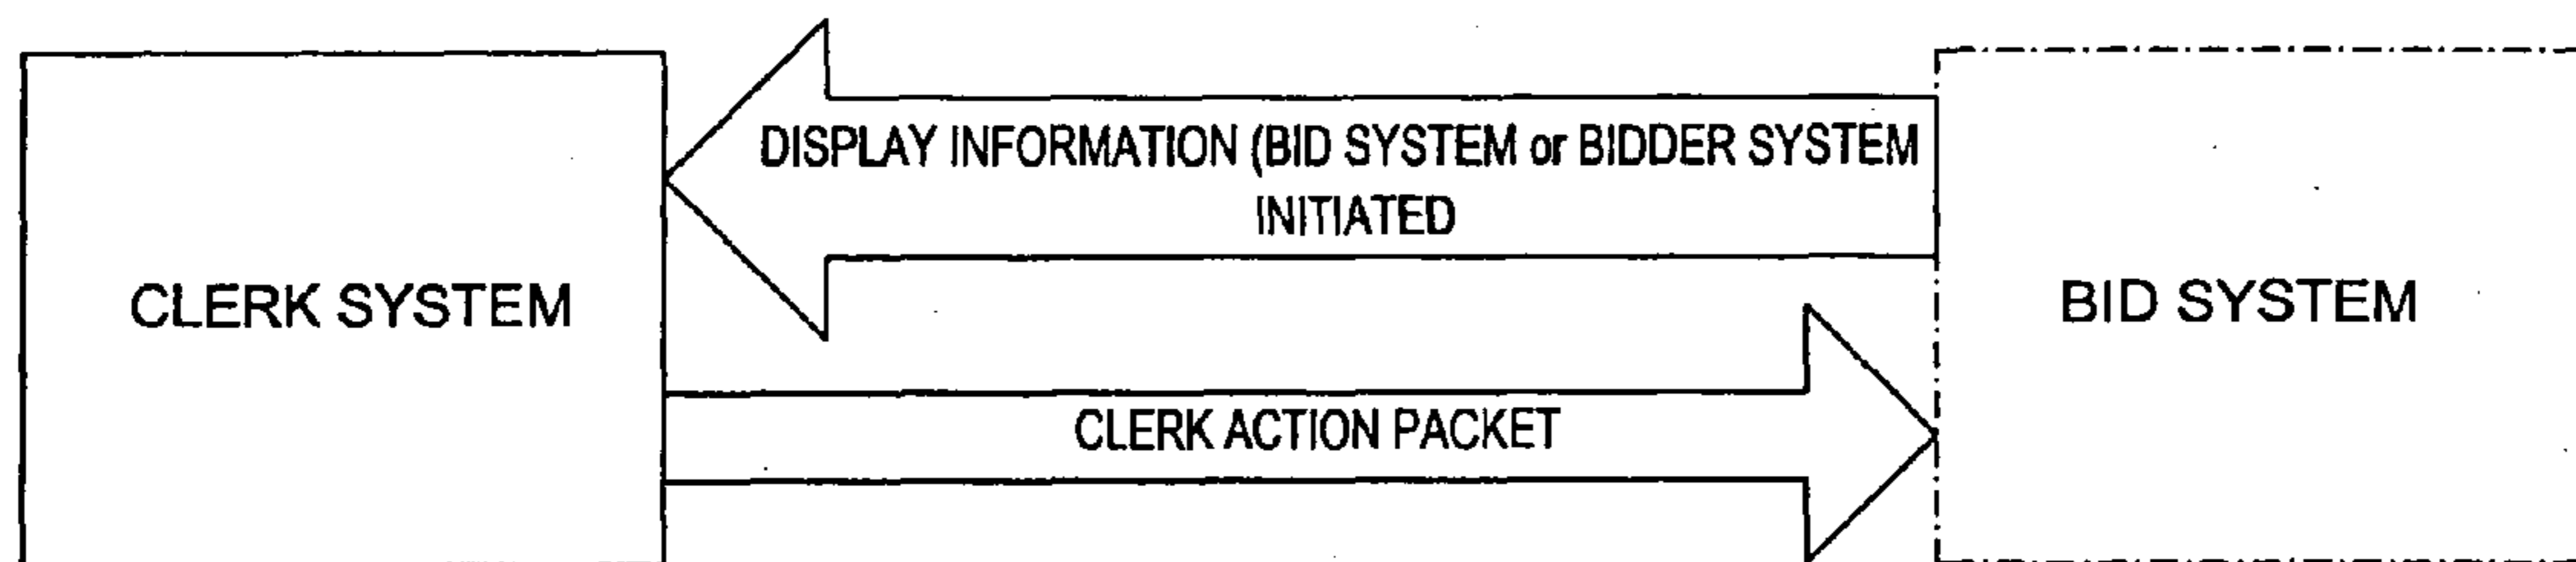 DISPLAY INFORMATION (BID SYSTEM or BIDDER SYSTEM
INITIATED
CLERK SYSTEM
BID SYSTEM
CLERK ACTION PACKET